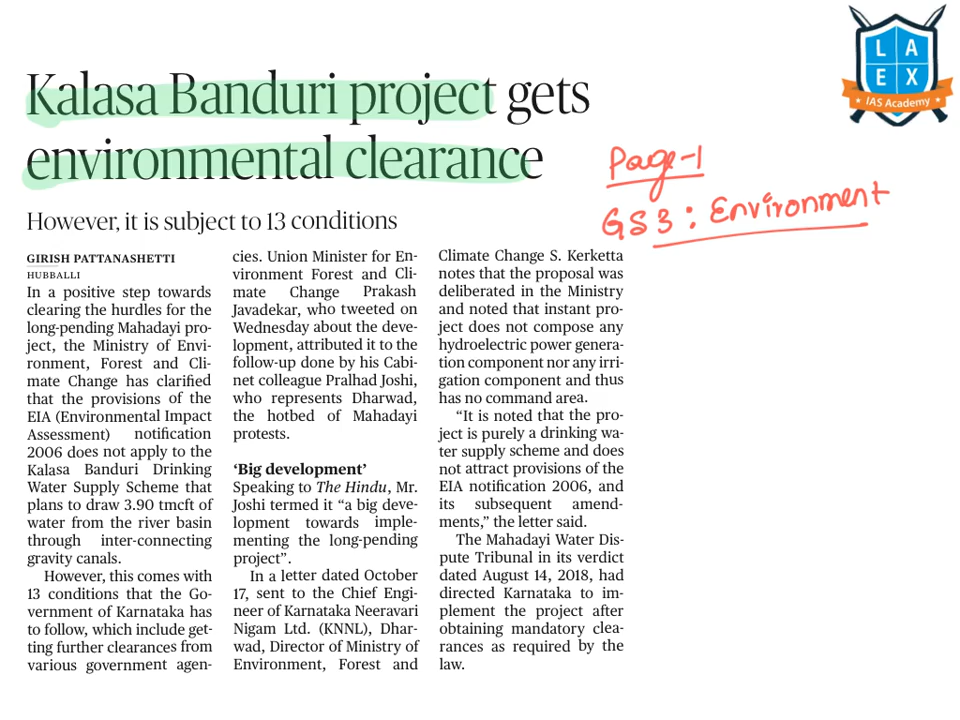 L A
E X
IAS Academy
Kalasa Banduri project gets
environmental clearance
Page-1
GS3: Environment
However, it is subject to 13 conditions
GIRISH PATTANASHETTI
HUBBALLI
In a positive step towards
clearing the hurdles for the
long-pending Mahadayi pro-
ject, the Ministry of Envi-
ronment, Forest and Cli-
mate Change has clarified
that the provisions of the
EIA (Environmental Impact
Assessment) notification
2006 does not apply to the
Kalasa Banduri Drinking
Water Supply Scheme that
plans to draw 3.90 tmcft of
water from the river basin
through inter-connecting
gravity canals.
However, this comes with
13 conditions that the Go-
vernment of Karnataka has
to follow, which include get-
ting further clearances from
various government agen-
cies. Union Minister for En-
vironment Forest and Cli-
mate Change Prakash
Javadekar, who tweeted on
Wednesday about the deve-
lopment, attributed it to the
follow-up done by his Cabi-
net colleague Pralhad Joshi,
who represents Dharwad,
the hotbed of Mahadayi
protests.
‘Big development’
Speaking to The Hindu, Mr.
Joshi termed it “a big deve-
lopment towards imple-
menting the long-pending
project”.
In a letter dated October
17, sent to the Chief Engi-
neer of Karnataka Neeravari
Nigam Ltd. (KNNL), Dhar-
wad, Director of Ministry of
Environment, Forest and
Climate Change S. Kerketta
notes that the proposal was
deliberated in the Ministry
and noted that instant pro-
ject does not compose any
hydroelectric power genera-
tion component nor any irri-
gation component and thus
has no command area.
“It is noted that the pro-
ject is purely a drinking wa-
ter supply scheme and does
not attract provisions of the
EIA notification 2006, and
its subsequent amend-
ments,” the letter said.
The Mahadayi Water Dis-
pute Tribunal in its verdict
dated August 14, 2018, had
directed Karnataka to im-
plement the project after
obtaining mandatory clea-
rances as required by the
law.